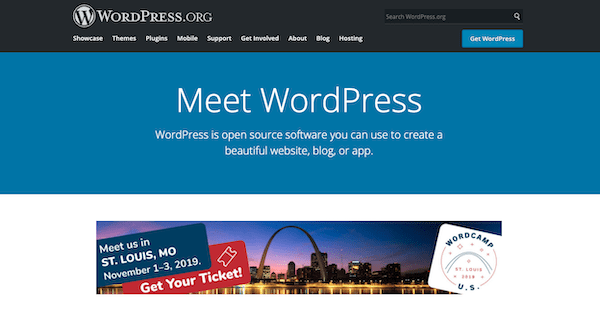 WORDPRESS.ORG
Search WordPress.org
Showcase Themes Plugins Mobile Support Get Involved About Blog Hosting
Get WordPress
Meet WordPress
WordPress is open source software you can use to create a
beautiful website, blog, or app.
Meet us in
ST. LOUIS, MO
November 1–3, 2019.
Get Your Ticket!
WORDCAMP
ST. LOUIS
2019
U.S.